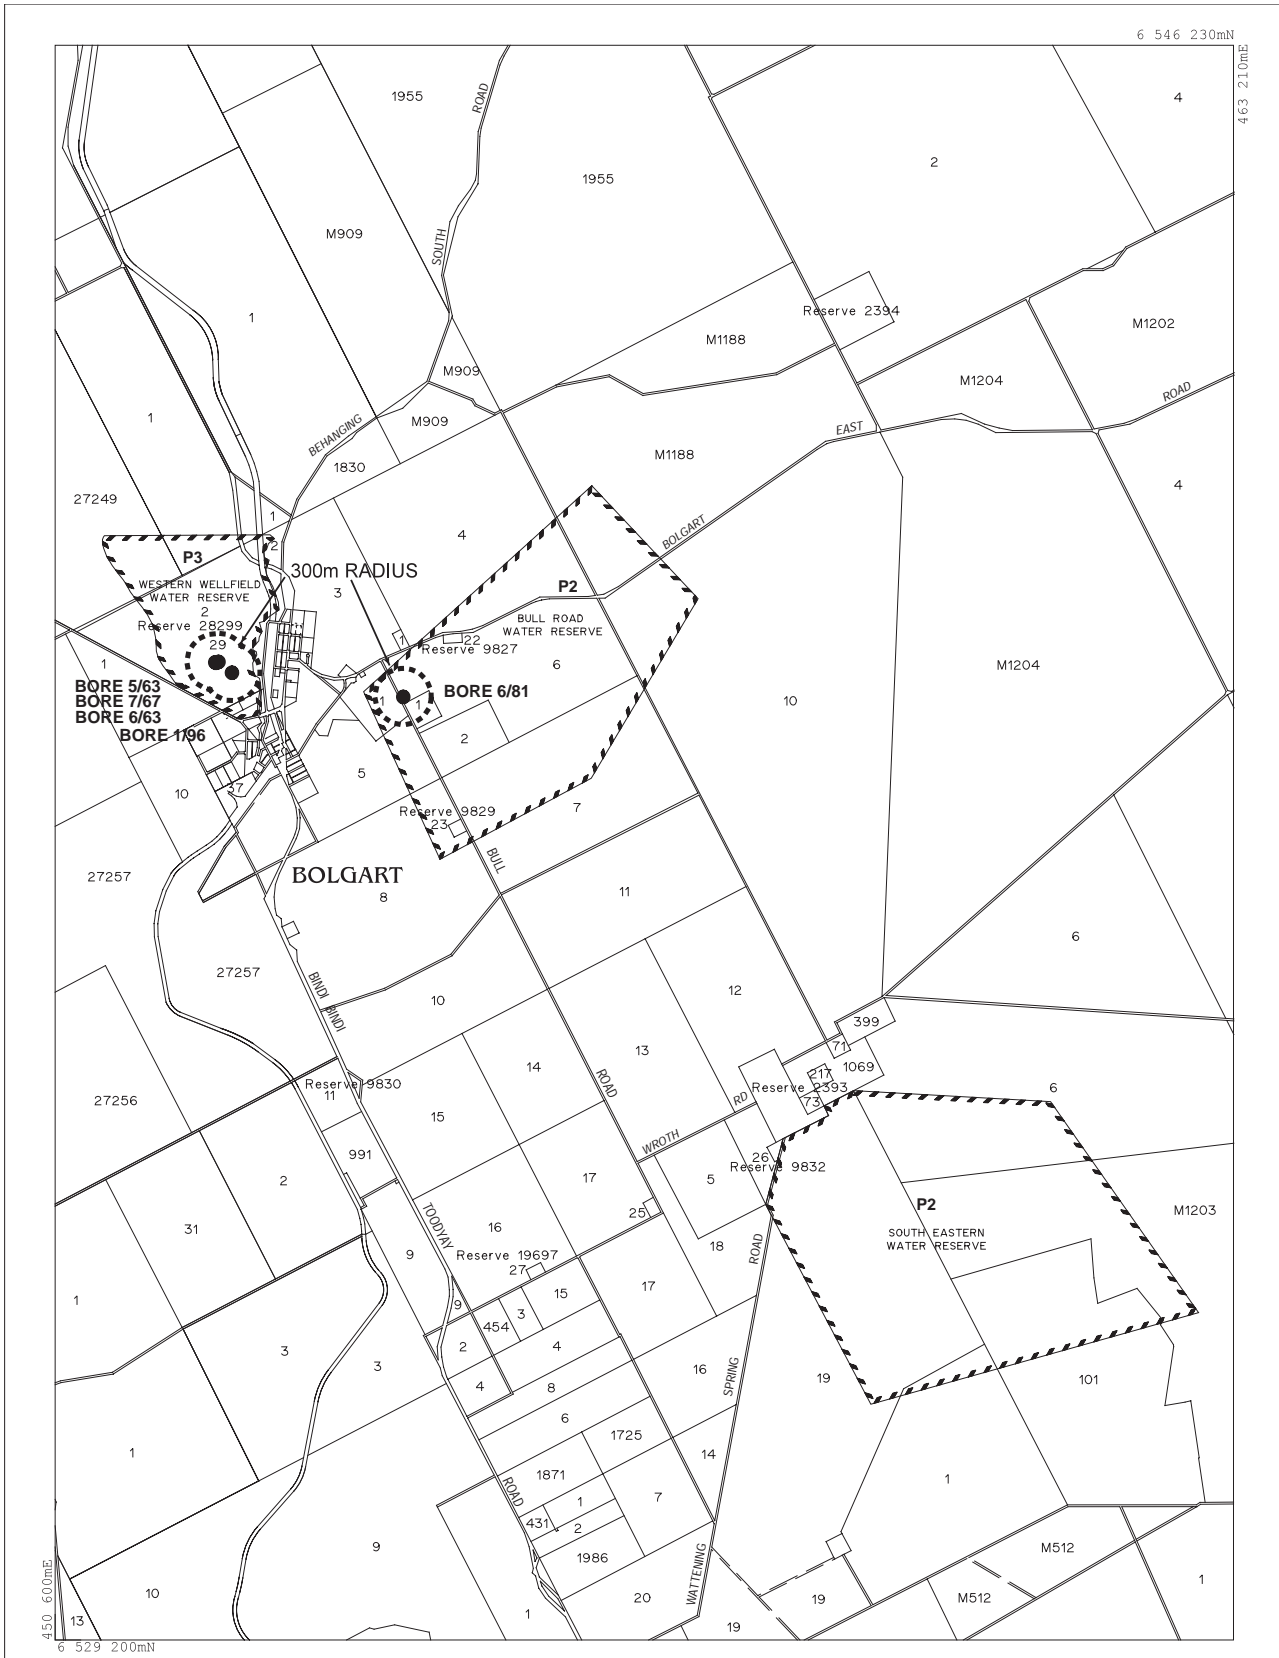 6 546 230mN
463 210mE
1955
ROAD
4
1955
2
M909
SOUTH
1
Reserve 2394
M1202
M1188
M909
M1204
ROAD
1
M909
BEHANGING
EAST
1830
M1188
27249
4
1
4
BOLGART
2
P3
300m RADIUS
P2
WESTERN WELLFIELD
WATER RESERVE
3
2
BULL ROAD
WATER RESERVE
Reserve 28299
1
22
29
Reserve 9827
1
6
M1204
BORE 5/63
BORE 7/67
BORE 6/63
BORE 1/96
1
1
BORE 6/81
10
2
5
37
10
Reserve 9829
23
7
BULL
27257
BOLGART
8
11
6
27257
BINDI BINDI
10
12
399
71
13
14
1069
217
Reserve 9830
11
ROAD
Reserve 2393
6
27256
15
RD
73
WROTH
991
26
Reserve 9832
2
17
5
P2
16
25
M1203
31
TOODYAY
SOUTH EASTERN
WATER RESERVE
9
18
ROAD
Reserve 19697
27
17
1
9
15
3
454
2
4
3
3
16
SPRING
19
101
4
8
6
1
1725
14
1871
1
ROAD
7
1
431
2
9
M512
1986
WATTENING
10
20
19
M512
1
13
1
19
450 600mE
6 529 200mN